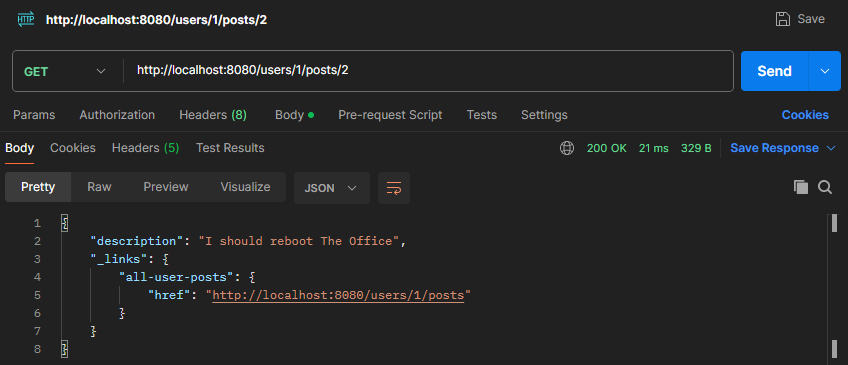 HTTP http://localhost:8080/users/1/posts/2 Save
GET http://localhost:8080/users/1/posts/2 Send
Params Authorization Headers (8) Body Pre-request Script Tests Settings Cookies
Body Cookies Headers (5) Test Results 200 OK 21 ms 329 B Save Response
Pretty Raw Preview Visualize JSON
1 {
2 "description": "I should reboot The Office",
3 "_links": {
4 "all-user-posts": {
5 "href": "http://localhost:8080/users/1/posts"
6 }
7 }
8 }